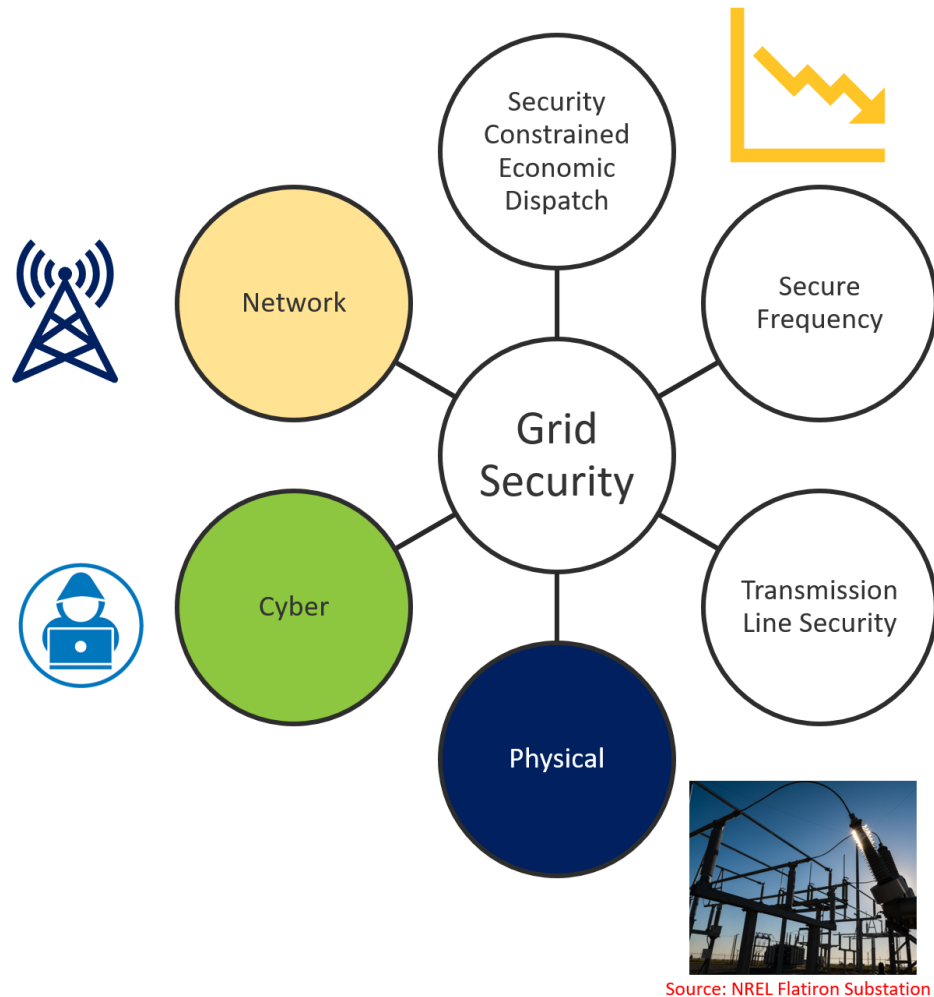 Security
Constrained
Economic
Dispatch
Network
Secure
Frequency
Grid
Security
Cyber
Transmission
Line Security
Physical
Source: NREL Flatiron Substation